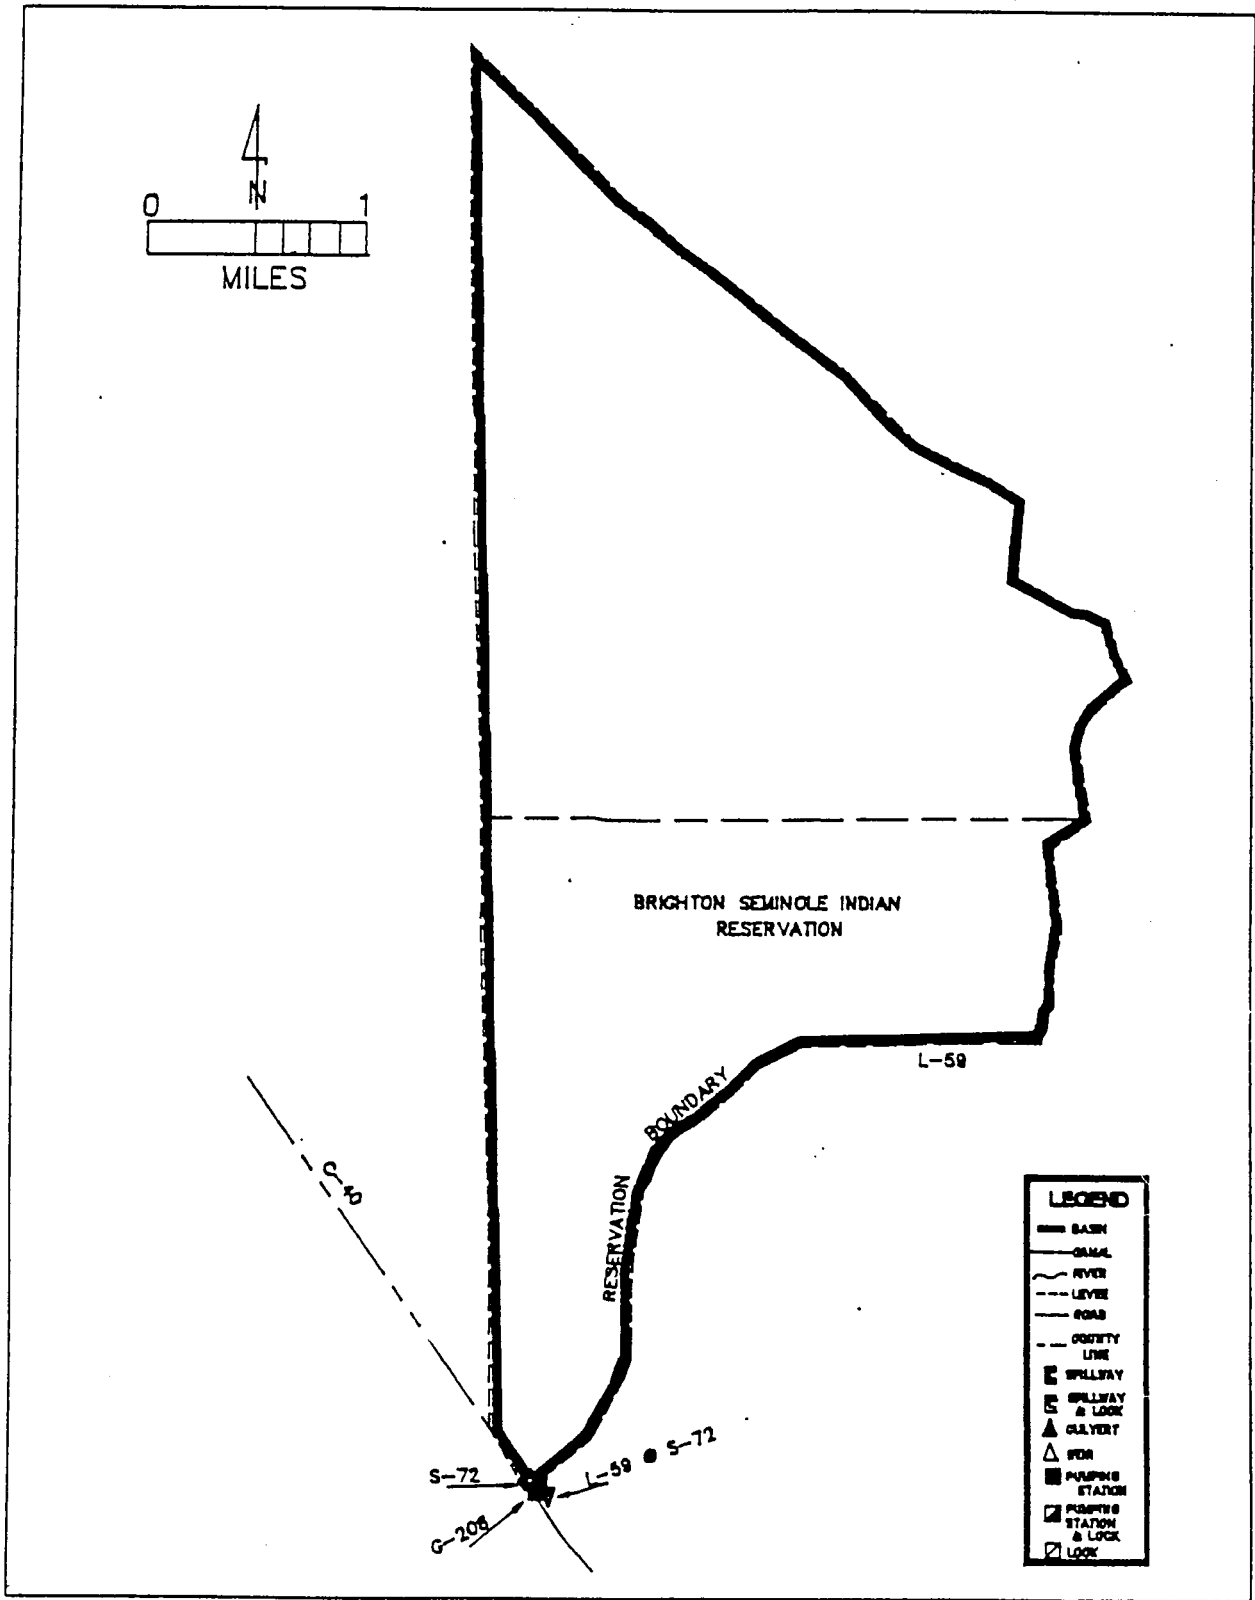 N
0 1
MILES
BRIGHTON SEMINOLE INDIAN
RESERVATION
L-59
BOUNDARY
RESERVATION
S-72
L-59 @ S-72
G-208
LEGEND
BASIN
CANAL
RIVER
LEVEE
ROAD
COUNTY
LINE
SPILLWAY
SPILLWAY
& LOCK
CULVERT
WEIR
PUMPING
STATION
PUMPING
STATION
& LOCK
LOCK